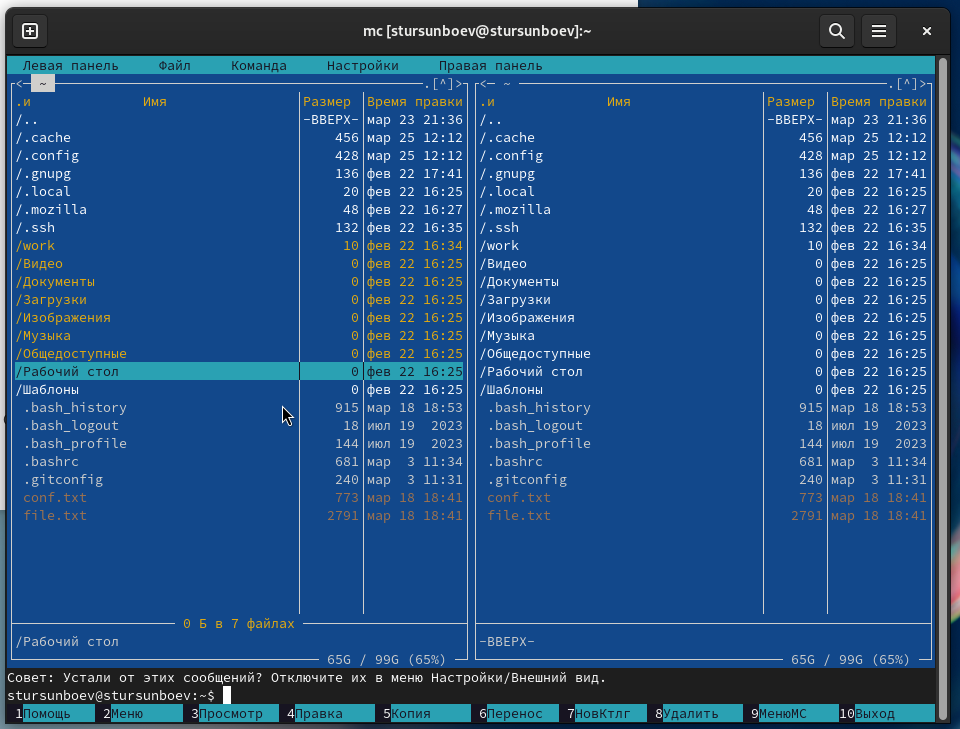 mc [stursunboev@stursunboev]:~
Левая панель Файл Команда Настройки Правая панель
<─ ~ .[^]>
.и Имя Размер Время правки
/.. -ВВЕРХ- мар 23 21:36
/.cache 456 мар 25 12:12
/.config 428 мар 25 12:12
/.gnupg 136 фев 22 17:41
/.local 20 фев 22 16:25
/.mozilla 48 фев 22 16:27
/.ssh 132 фев 22 16:35
/work 10 фев 22 16:34
/Видео 0 фев 22 16:25
/Документы 0 фев 22 16:25
/Загрузки 0 фев 22 16:25
/Изображения 0 фев 22 16:25
/Музыка 0 фев 22 16:25
/Общедоступные 0 фев 22 16:25
/Рабочий стол 0 фев 22 16:25
/Шаблоны 0 фев 22 16:25
.bash_history 915 мар 18 18:53
.bash_logout 18 июл 19 2023
.bash_profile 144 июл 19 2023
.bashrc 681 мар 3 11:34
.gitconfig 240 мар 3 11:31
conf.txt 773 мар 18 18:41
file.txt 2791 мар 18 18:41
0 Б в 7 файлах
/Рабочий стол
65G / 99G (65%)
<─ ~ .[^]>
.и Имя Размер Время правки
/.. -ВВЕРХ- мар 23 21:36
/.cache 456 мар 25 12:12
/.config 428 мар 25 12:12
/.gnupg 136 фев 22 17:41
/.local 20 фев 22 16:25
/.mozilla 48 фев 22 16:27
/.ssh 132 фев 22 16:35
/work 10 фев 22 16:34
/Видео 0 фев 22 16:25
/Документы 0 фев 22 16:25
/Загрузки 0 фев 22 16:25
/Изображения 0 фев 22 16:25
/Музыка 0 фев 22 16:25
/Общедоступные 0 фев 22 16:25
/Рабочий стол 0 фев 22 16:25
/Шаблоны 0 фев 22 16:25
.bash_history 915 мар 18 18:53
.bash_logout 18 июл 19 2023
.bash_profile 144 июл 19 2023
.bashrc 681 мар 3 11:34
.gitconfig 240 мар 3 11:31
conf.txt 773 мар 18 18:41
file.txt 2791 мар 18 18:41
-ВВЕРХ-
65G / 99G (65%)
Совет: Устали от этих сообщений? Отключите их в меню Настройки/Внешний вид.
stursunboev@stursunboev:~$
1Помощь 2Меню 3Просмотр 4Правка 5Копия 6Перенос 7НовКтлг 8Удалить 9МенюMC 10Выход